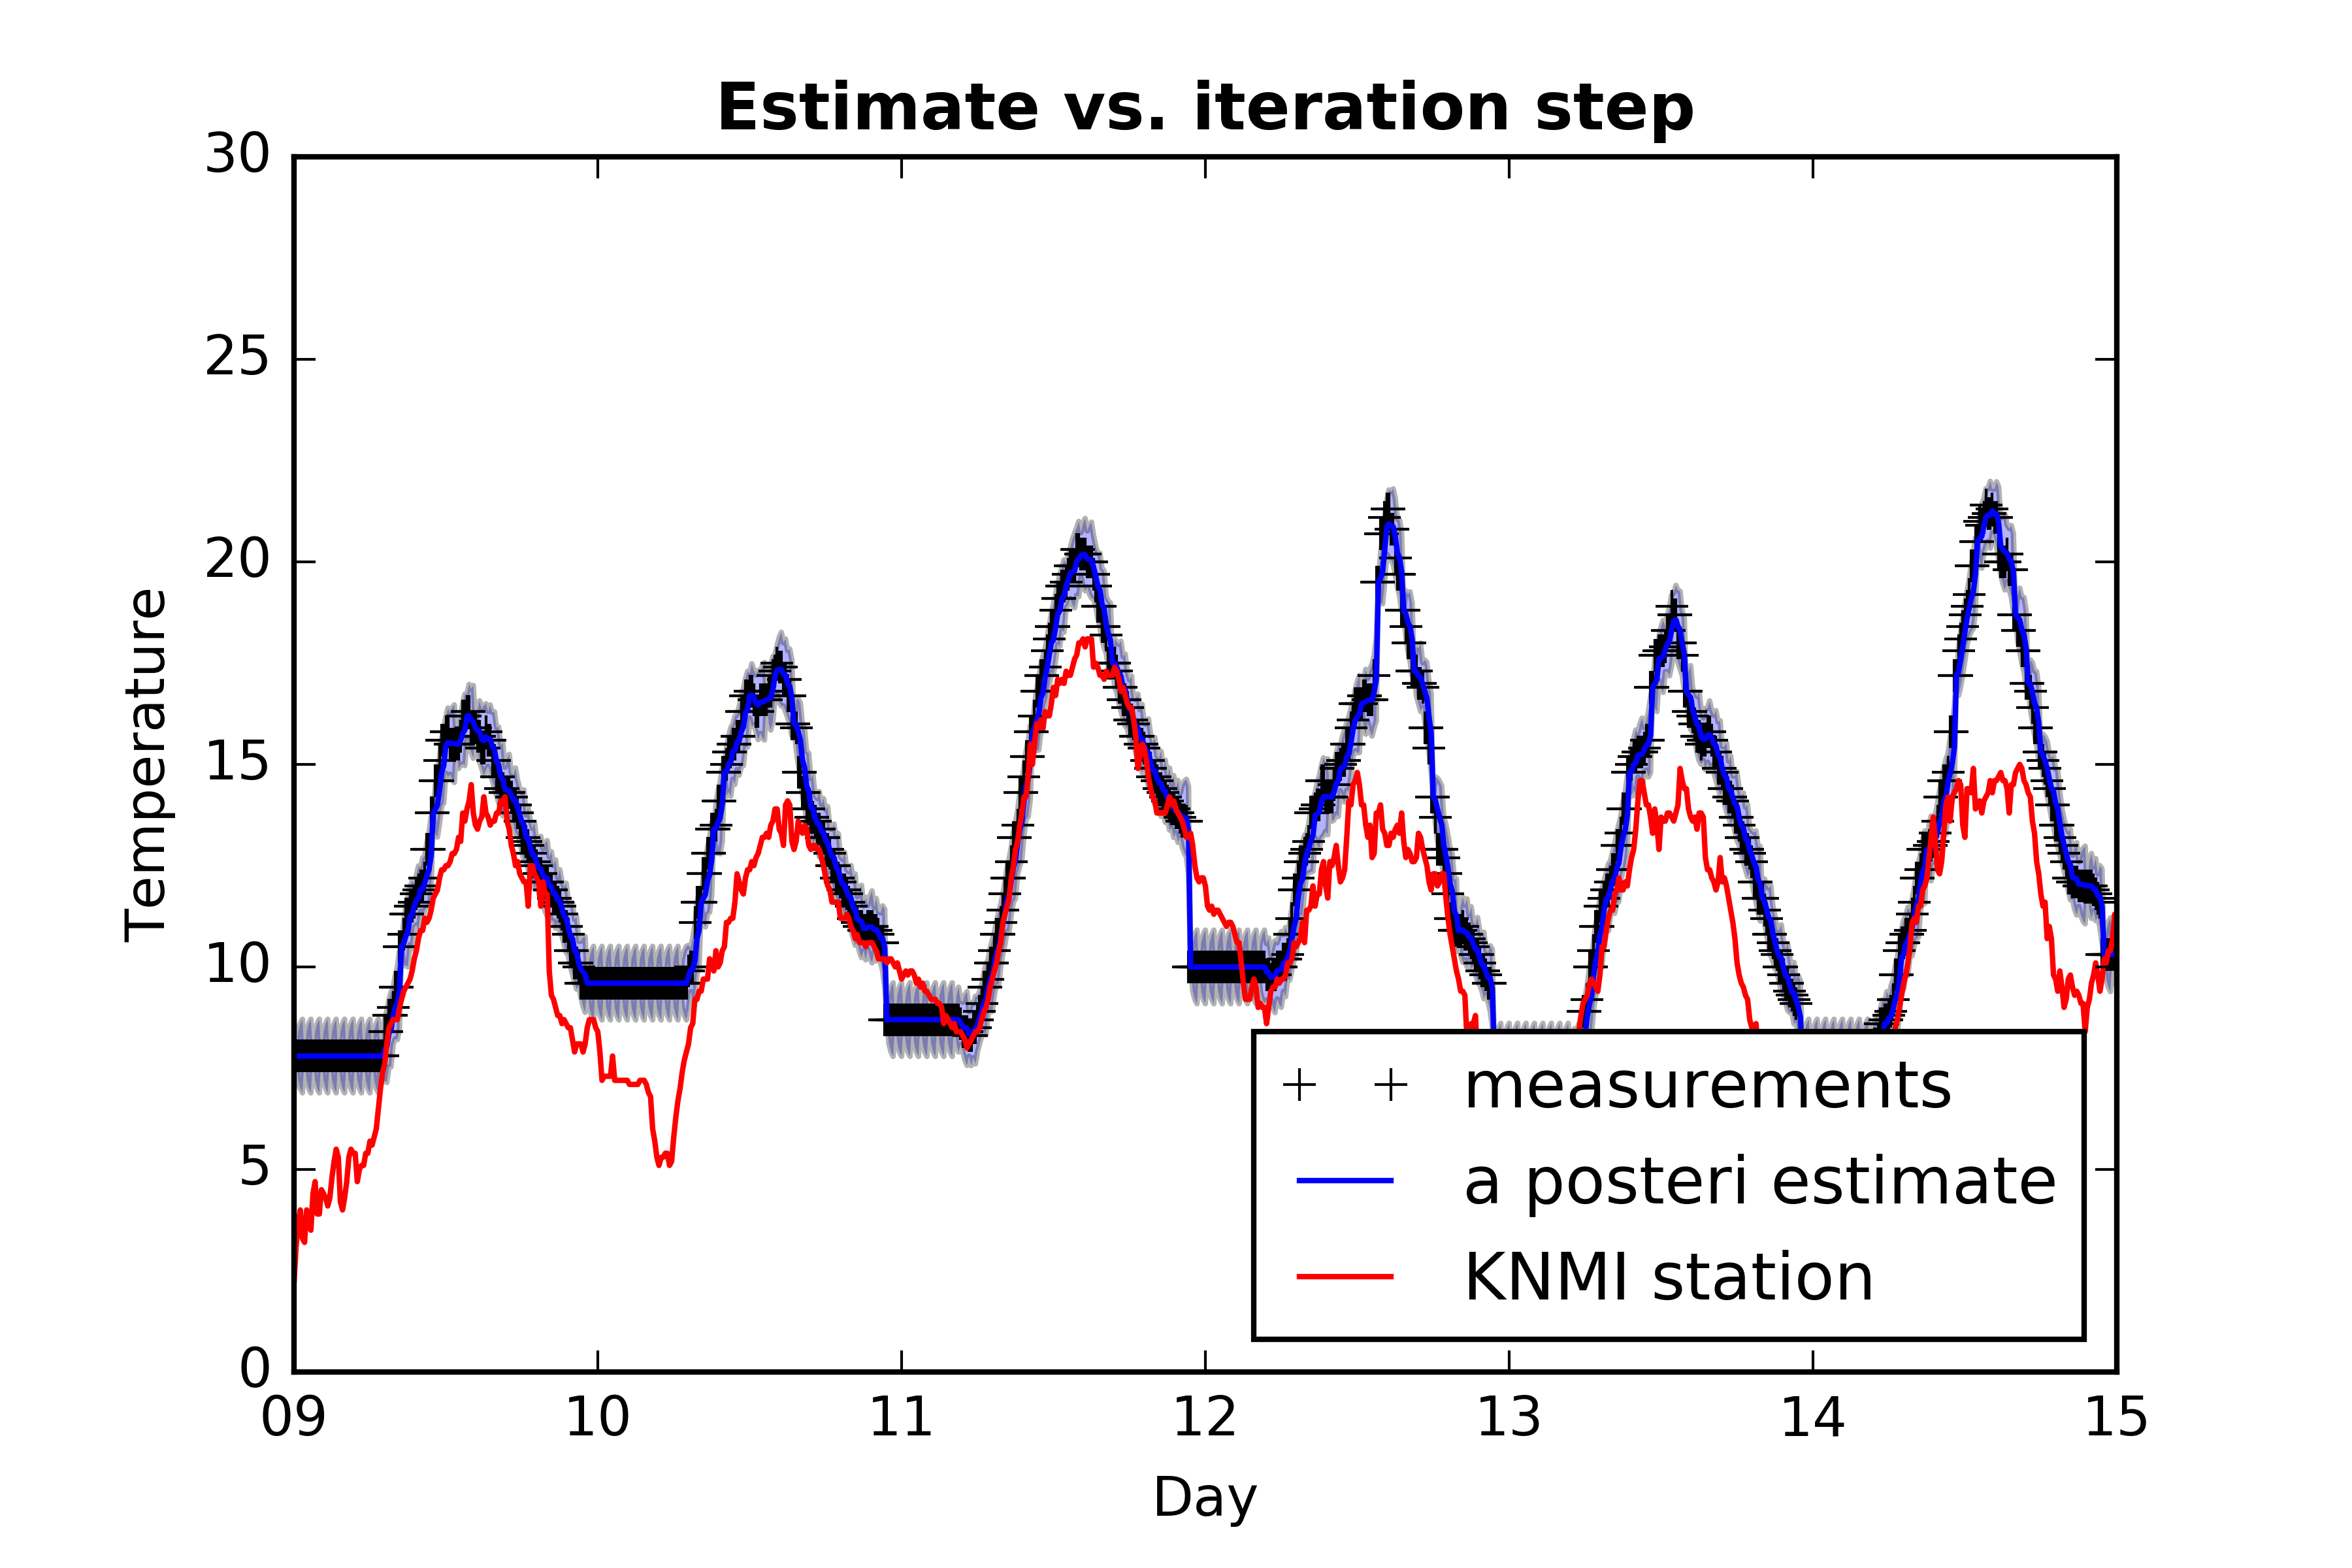 Estimate vs. iteration step
30
25
20
15
10
5
0
Temperature
09 10 11 12 13 14 15
Day
measurements
a posteri estimate
KNMI station